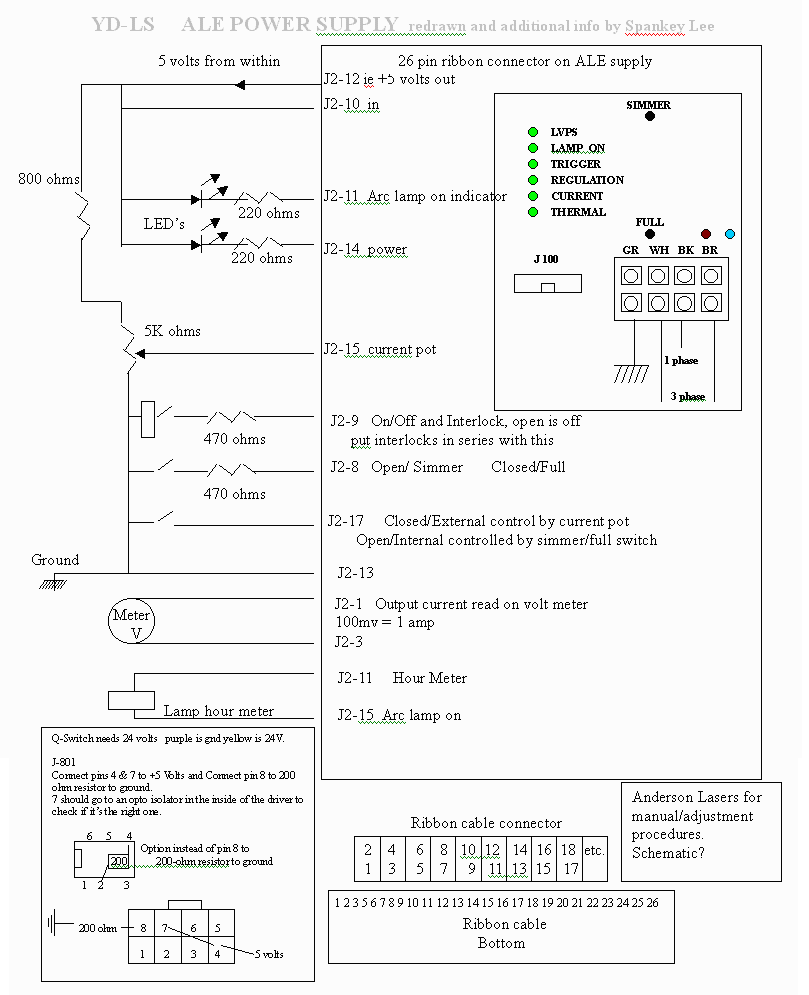 YD-LS ALE POWER SUPPLY redrawn and additional info by Spankey Lee
5 volts from within
26 pin ribbon connector on ALE supply
J2-12 ie +5 volts out
J2-10 in
SIMMER
LVPS
LAMP ON
TRIGGER
REGULATION
CURRENT
THERMAL
FULL
GR WH BK BR
J 100
1 phase
3 phase
800 ohms
J2-11 Arc lamp on indicator
220 ohms
LED's
J2-14 power
220 ohms
5K ohms
J2-15 current pot
J2-9 On/Off and Interlock, open is off
put interlocks in series with this
470 ohms
J2-8 Open/ Simmer Closed/Full
470 ohms
J2-17 Closed/External control by current pot
Open/Internal controlled by simmer/full switch
Ground
J2-13
Meter
V
J2-1 Output current read on volt meter
100mv = 1 amp
J2-3
J2-11 Hour Meter
Lamp hour meter
J2-15 Arc lamp on
Q-Switch needs 24 volts purple is gnd yellow is 24V.
J-801
Connect pins 4 & 7 to +5 Volts and Connect pin 8 to 200
ohm resistor to ground.
7 should go to an opto isolator in the inside of the driver to
check if it's the right one.
6 5 4
200
1 2 3
Option instead of pin 8 to
200-ohm resistor to ground
200 ohm
8 7 6 5
1 2 3 4
5 volts
Ribbon cable connector
2 4 6 8 10 12 14 16 18 etc.
1 3 5 7 9 11 13 15 17
1 2 3 5 6 7 8 9 10 11 12 13 14 15 16 17 18 19 20 21 22 23 24 25 26
Ribbon cable
Bottom
Anderson Lasers for
manual/adjustment
procedures.
Schematic?